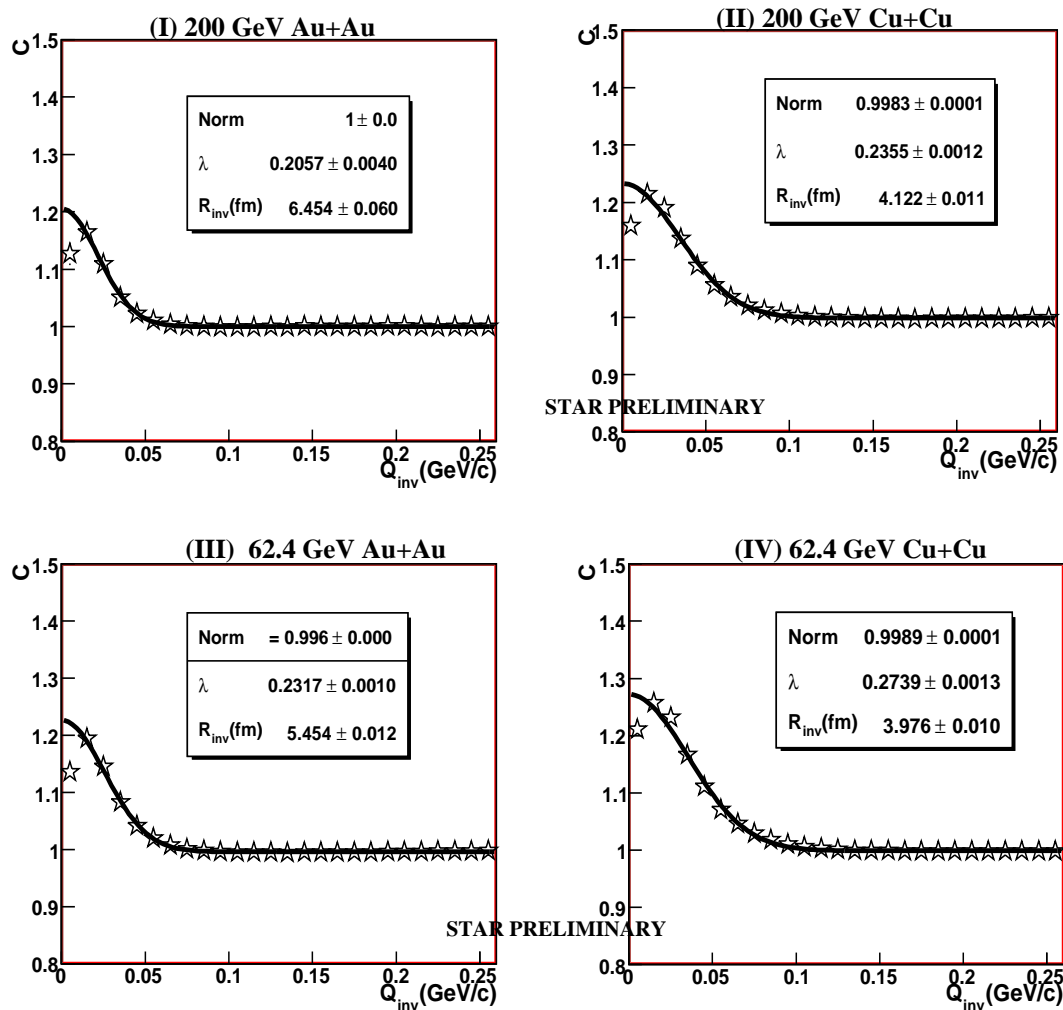 (I) 200 GeV Au+Au
C
1.5
1.4
1.3
1.2
1.1
1
0.9
0.8
Norm 1 ± 0.0
λ 0.2057 ± 0.0040
R_inv(fm) 6.454 ± 0.060
0 0.05 0.1 0.15 0.2 0.25
Q_inv(GeV/c)
(II) 200 GeV Cu+Cu
C
1.5
1.4
1.3
1.2
1.1
1
0.9
0.8
Norm 0.9983 ± 0.0001
λ 0.2355 ± 0.0012
R_inv(fm) 4.122 ± 0.011
0 0.05 0.1 0.15 0.2 0.25
Q_inv(GeV/c)
STAR PRELIMINARY
(III) 62.4 GeV Au+Au
C
1.5
1.4
1.3
1.2
1.1
1
0.9
0.8
Norm = 0.996 ± 0.000
λ 0.2317 ± 0.0010
R_inv(fm) 5.454 ± 0.012
0 0.05 0.1 0.15 0.2 0.25
Q_inv(GeV/c)
(IV) 62.4 GeV Cu+Cu
C
1.5
1.4
1.3
1.2
1.1
1
0.9
0.8
Norm 0.9989 ± 0.0001
λ 0.2739 ± 0.0013
R_inv(fm) 3.976 ± 0.010
0 0.05 0.1 0.15 0.2 0.25
Q_inv(GeV/c)
STAR PRELIMINARY